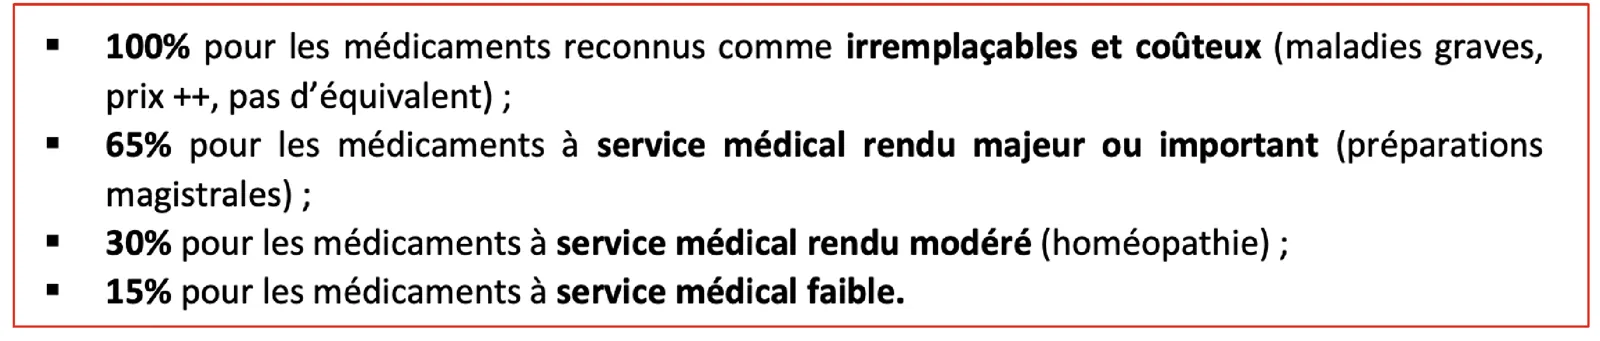 ▪ 100% pour les médicaments reconnus comme irremplaçables et coûteux (maladies graves,
prix ++, pas d’équivalent) ;
▪ 65% pour les médicaments à service médical rendu majeur ou important (préparations
magistrales) ;
▪ 30% pour les médicaments à service médical rendu modéré (homéopathie) ;
▪ 15% pour les médicaments à service médical faible.